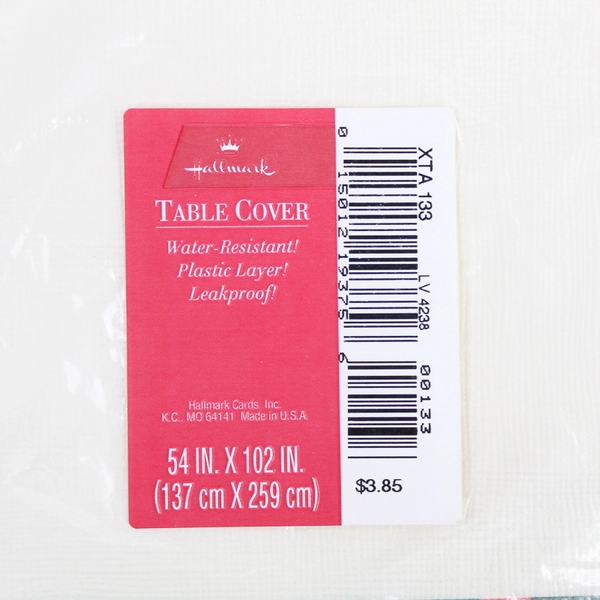 Hallmark
TABLE COVER
Water-Resistant!
Plastic Layer!
Leakproof!
Hallmark Cards, Inc.
K.C., MO 64141 Made in U.S.A.
54 IN. X 102 IN.
(137 cm X 259 cm)
XTA 133
LV 4238
0 15012 19375 6
00133
$3.85